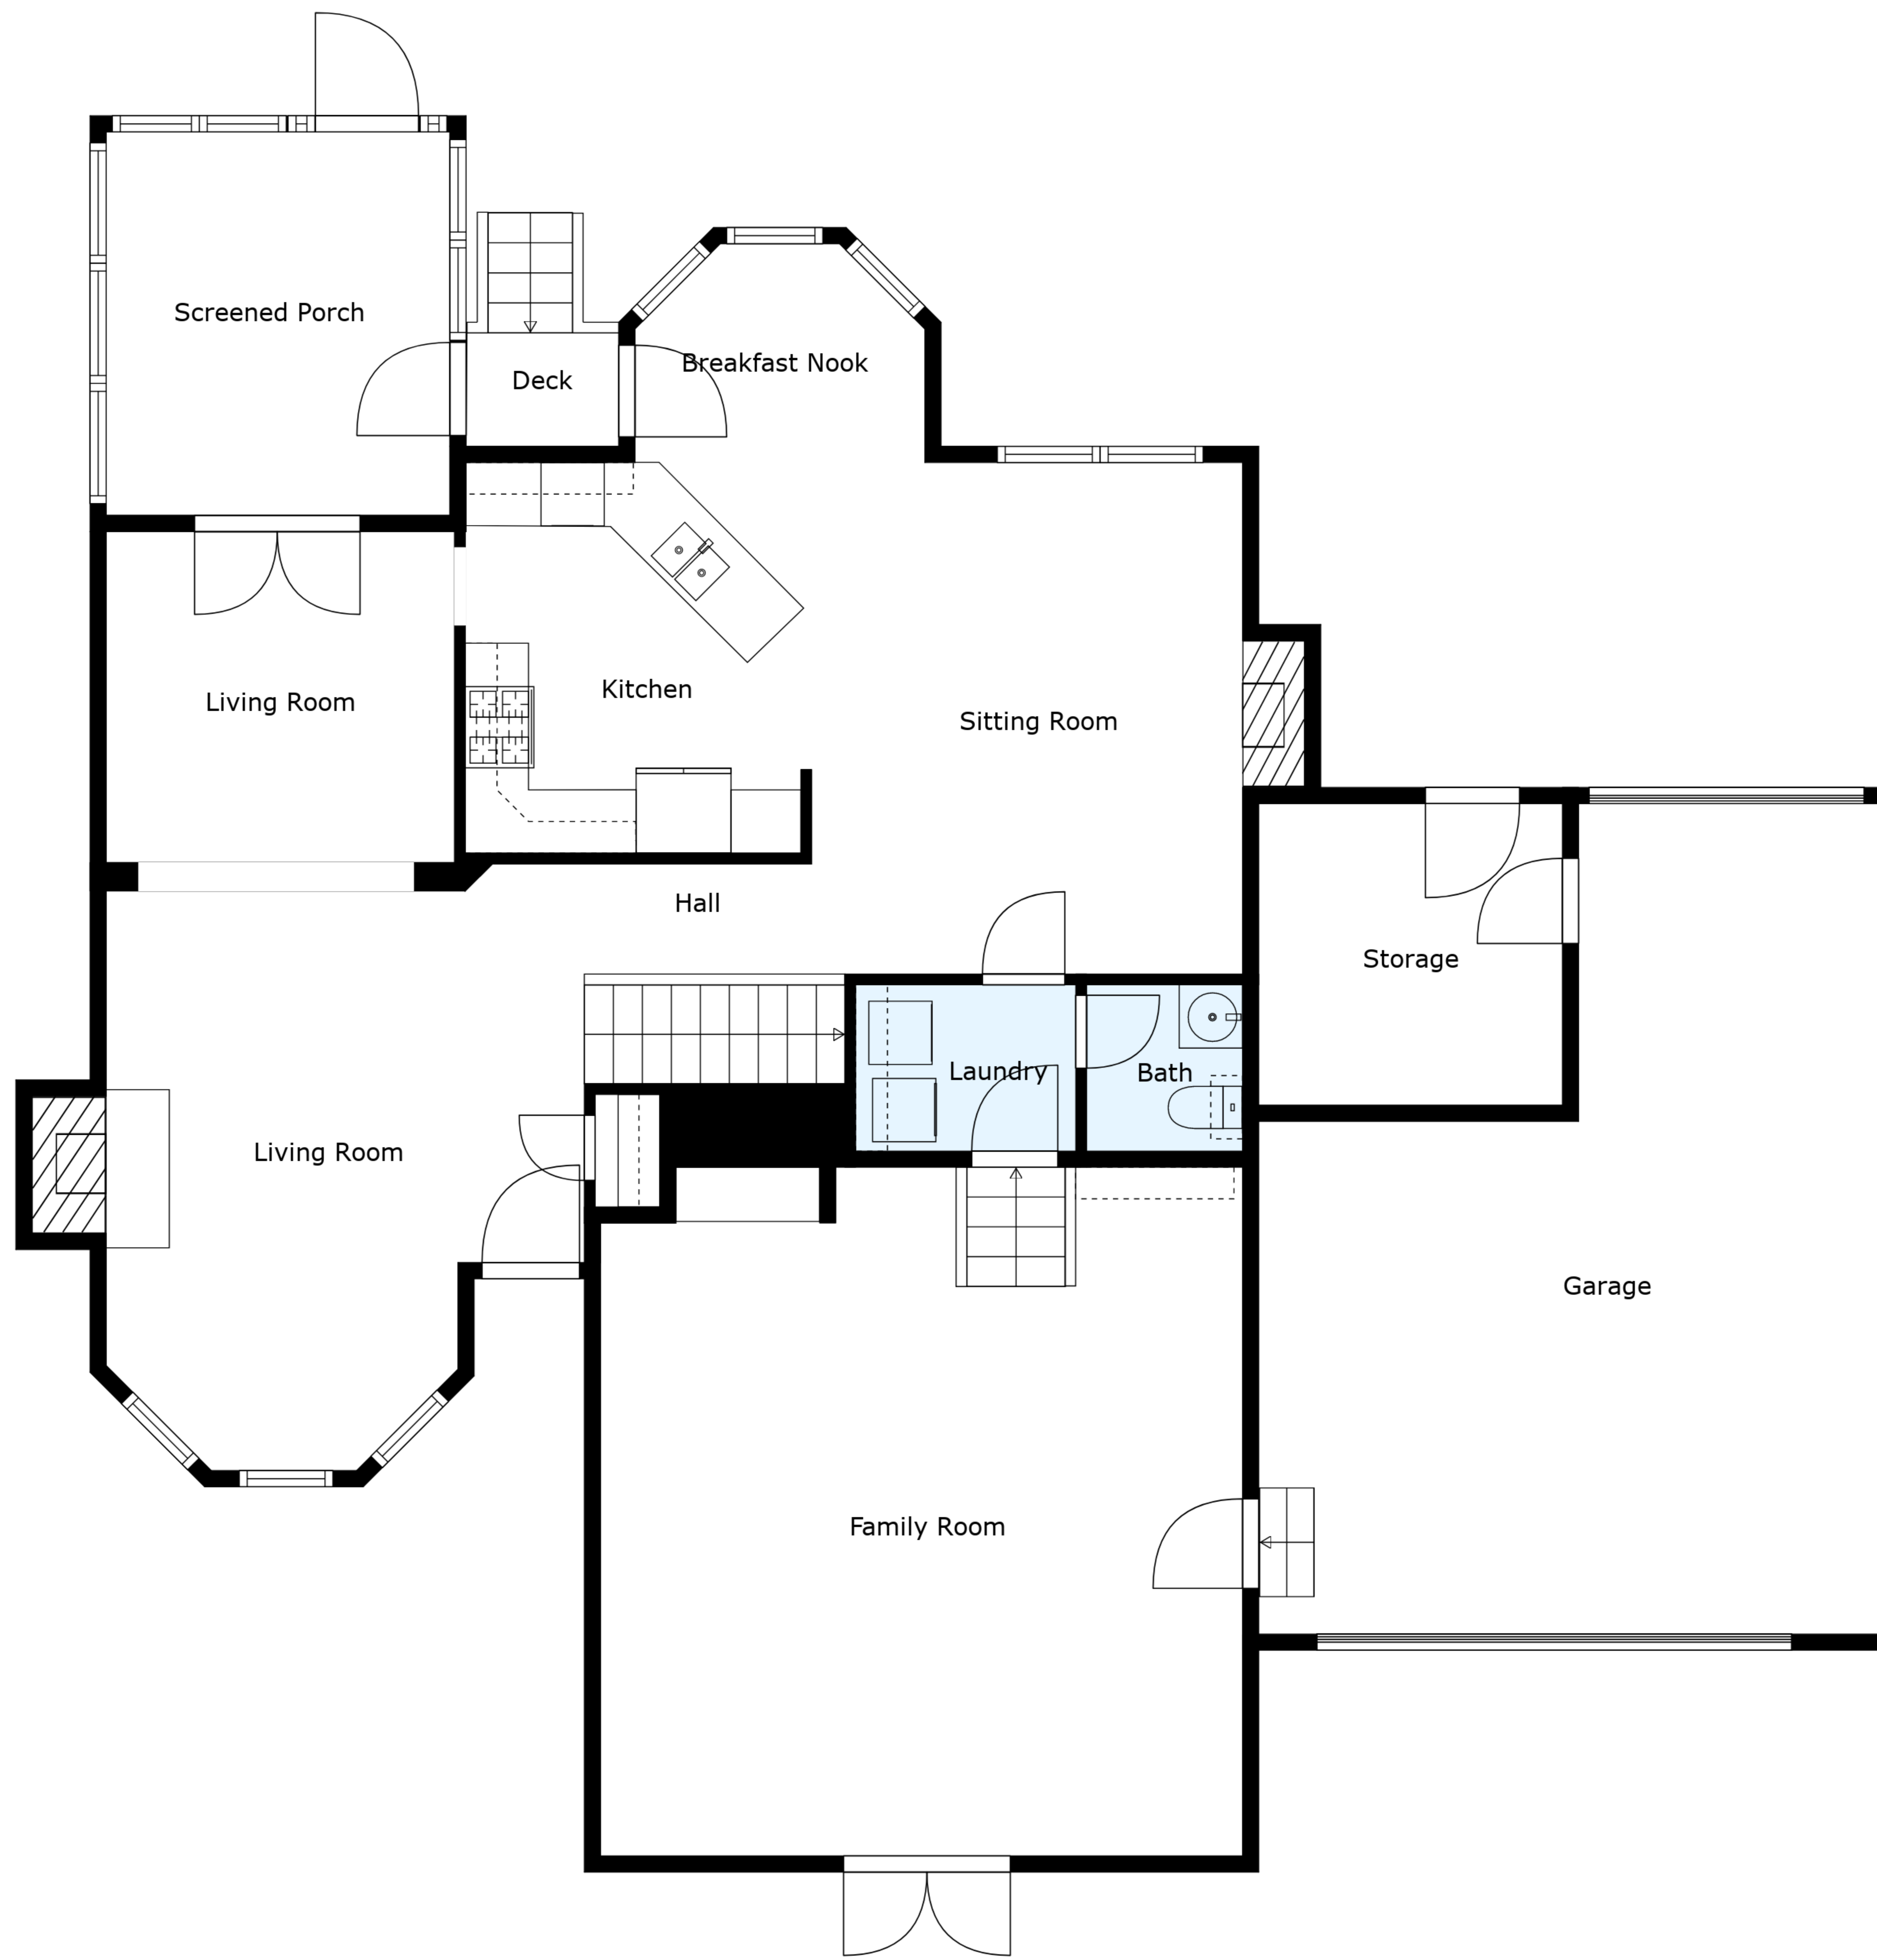 Screened Porch
Breakfast Nook
Deck
Kitchen
Living Room
Sitting Room
Hall
Storage
Laundry
Bath
Living Room
Garage
Family Room